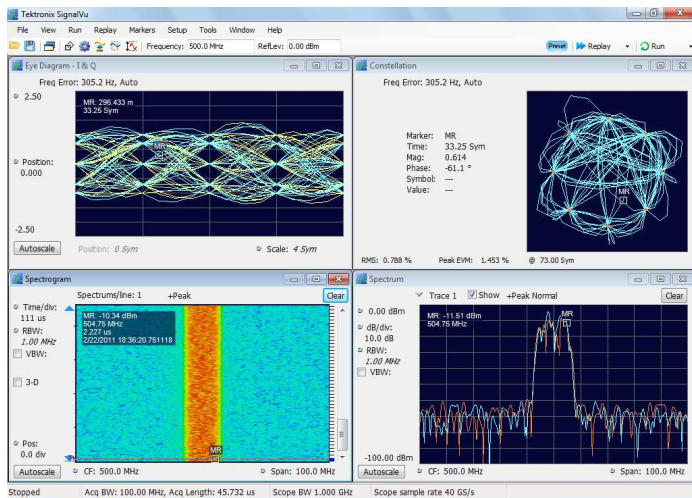 Tektronix SignalVu
File View Run Replay Markers Setup Tools Window Help
Frequency: 500.0 MHz RefLev: 0.00 dBm Preset Replay Run
Eye Diagram - I & Q
Freq Error: 305.2 Hz, Auto
2.50
MR: 296.433 m
33.25 Sym
MR
Position:
0.000
-2.50
Autoscale Position: 0 Sym Scale: 4 Sym
Constellation
Freq Error: 305.2 Hz, Auto
Marker: MR
Time: 33.25 Sym
Mag: 0.614
Phase: -61.1 °
Symbol: ---
Value: ---
MR
RMS: 0.788 % Peak EVM: 1.453 % @ 73.00 Sym
Spectrogram
Spectrums/line: 1 +Peak Clear
Time/div:
111 us
RBW:
1.00 MHz
VBW:
3-D
MR: -10.34 dBm
504.75 MHz
2.227 us
2/22/2011 18:36:20.751118
MR
Pos:
0.0 div
Autoscale CF: 500.0 MHz Span: 100.0 MHz
Spectrum
Trace 1 Show +Peak Normal Clear
0.00 dBm
dB/div:
10.0 dB
RBW:
1.00 MHz
VBW:
MR: -11.51 dBm
504.75 MHz
MR
-100.00 dBm
Autoscale CF: 500.0 MHz Span: 100.0 MHz
Stopped Acq BW: 100.00 MHz, Acq Length: 45.732 us Scope BW 1.000 GHz Scope sample rate 40 GS/s